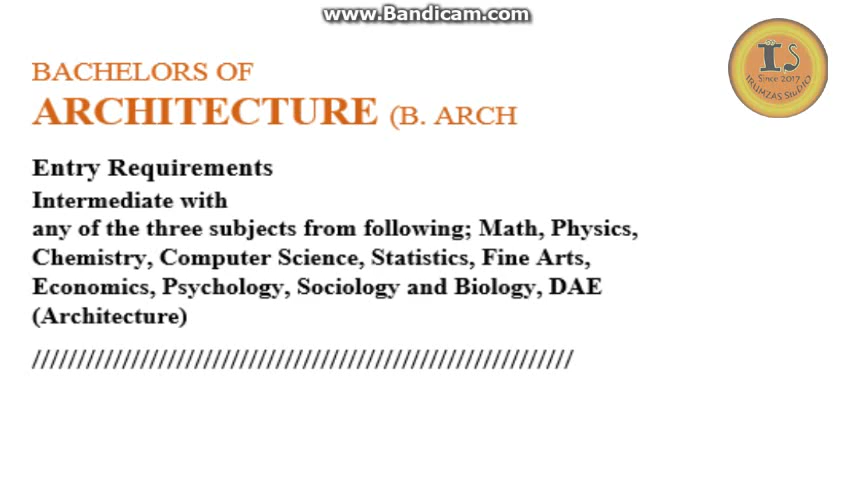 www.Bandicam.com
IS
Since 2017
IRUMZAS StuDIO
BACHELORS OF
ARCHITECTURE (B. ARCH
Entry Requirements
Intermediate with
any of the three subjects from following; Math, Physics,
Chemistry, Computer Science, Statistics, Fine Arts,
Economics, Psychology, Sociology and Biology, DAE
(Architecture)
////////////////////////////////////////////////////////////